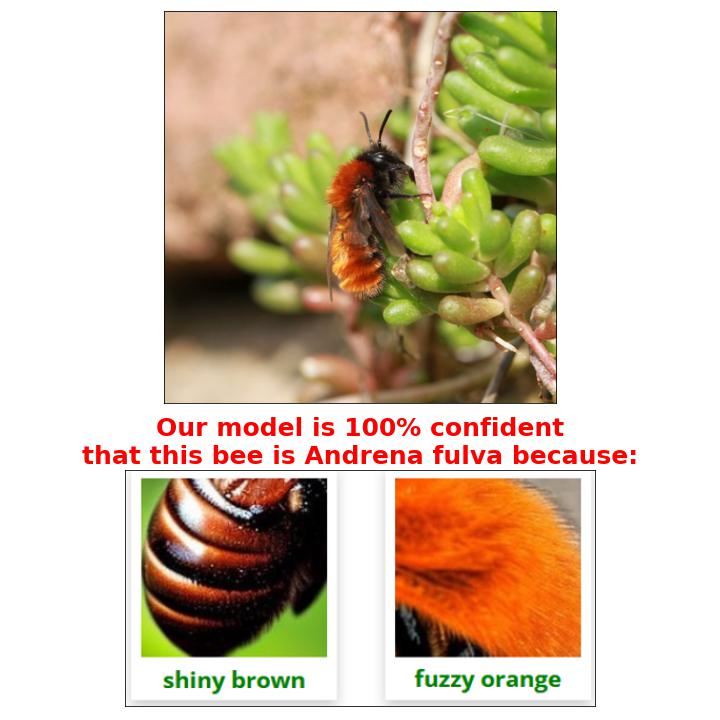 Our model is 100% confident
that this bee is Andrena fulva because:
shiny brown
fuzzy orange